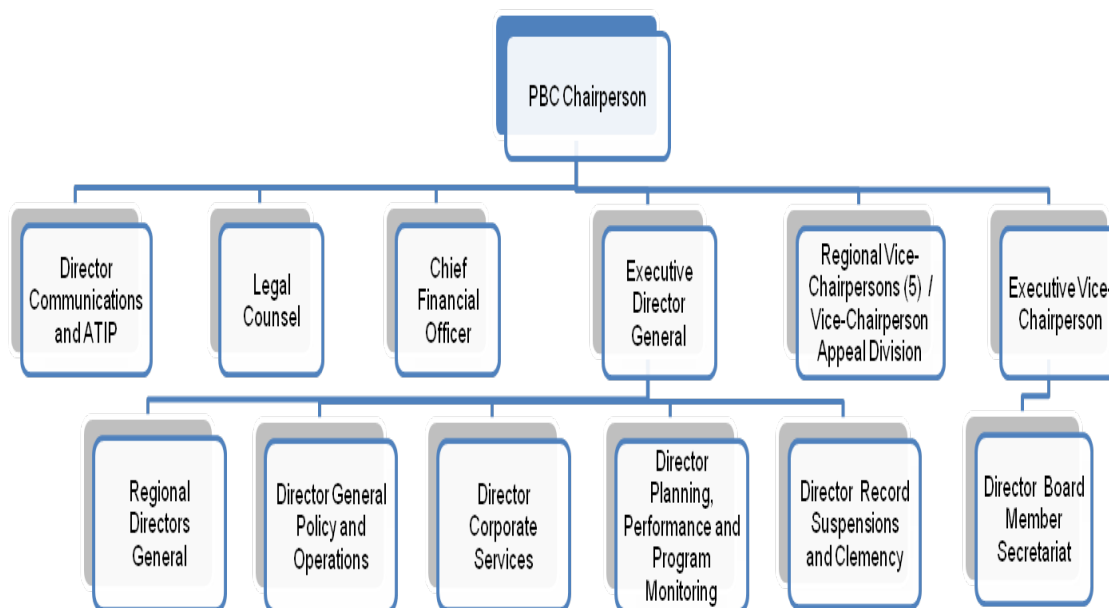 PBC Chairperson
Director
Communications
and ATIP
Legal
Counsel
Chief
Financial
Officer
Executive
Director
General
Regional Vice-
Chairpersons (5) /
Vice-Chairperson
Appeal Division
Executive Vice-
Chairperson
Regional
Directors
General
Director General
Policy and
Operations
Director
Corporate
Services
Director
Planning,
Performance and
Program
Monitoring
Director Record
Suspensions
and Clemency
Director Board
Member
Secretariat